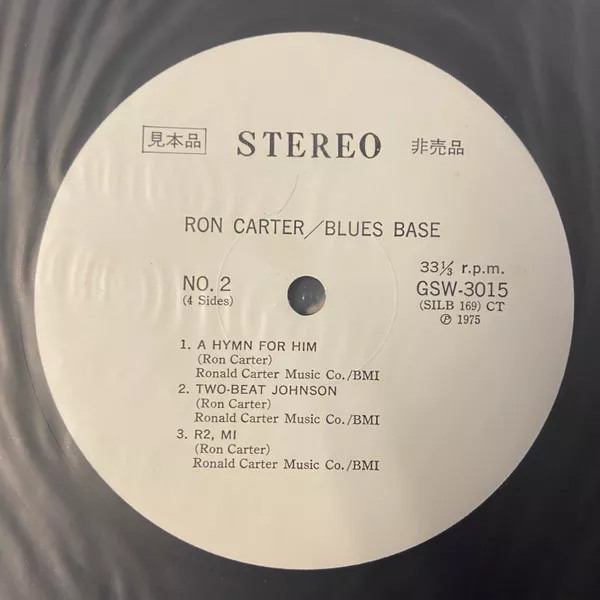 見本品 STEREO 非売品
RON CARTER/BLUES BASE
NO. 2
(4 Sides)
33⅓ r.p.m.
GSW-3015
(SILB 169) CT
Ⓟ 1975
1. A HYMN FOR HIM
(Ron Carter)
Ronald Carter Music Co./BMI
2. TWO-BEAT JOHNSON
(Ron Carter)
Ronald Carter Music Co./BMI
3. R2, MI
(Ron Carter)
Ronald Carter Music Co./BMI